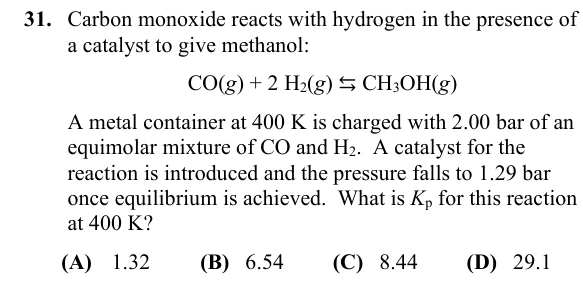 31. Carbon monoxide reacts with hydrogen in the presence of
a catalyst to give methanol:
CO(g) + 2 H₂(g) ⇆ CH₃OH(g)
A metal container at 400 K is charged with 2.00 bar of an
equimolar mixture of CO and H₂. A catalyst for the
reaction is introduced and the pressure falls to 1.29 bar
once equilibrium is achieved. What is Kₚ for this reaction
at 400 K?
(A) 1.32 (B) 6.54 (C) 8.44 (D) 29.1